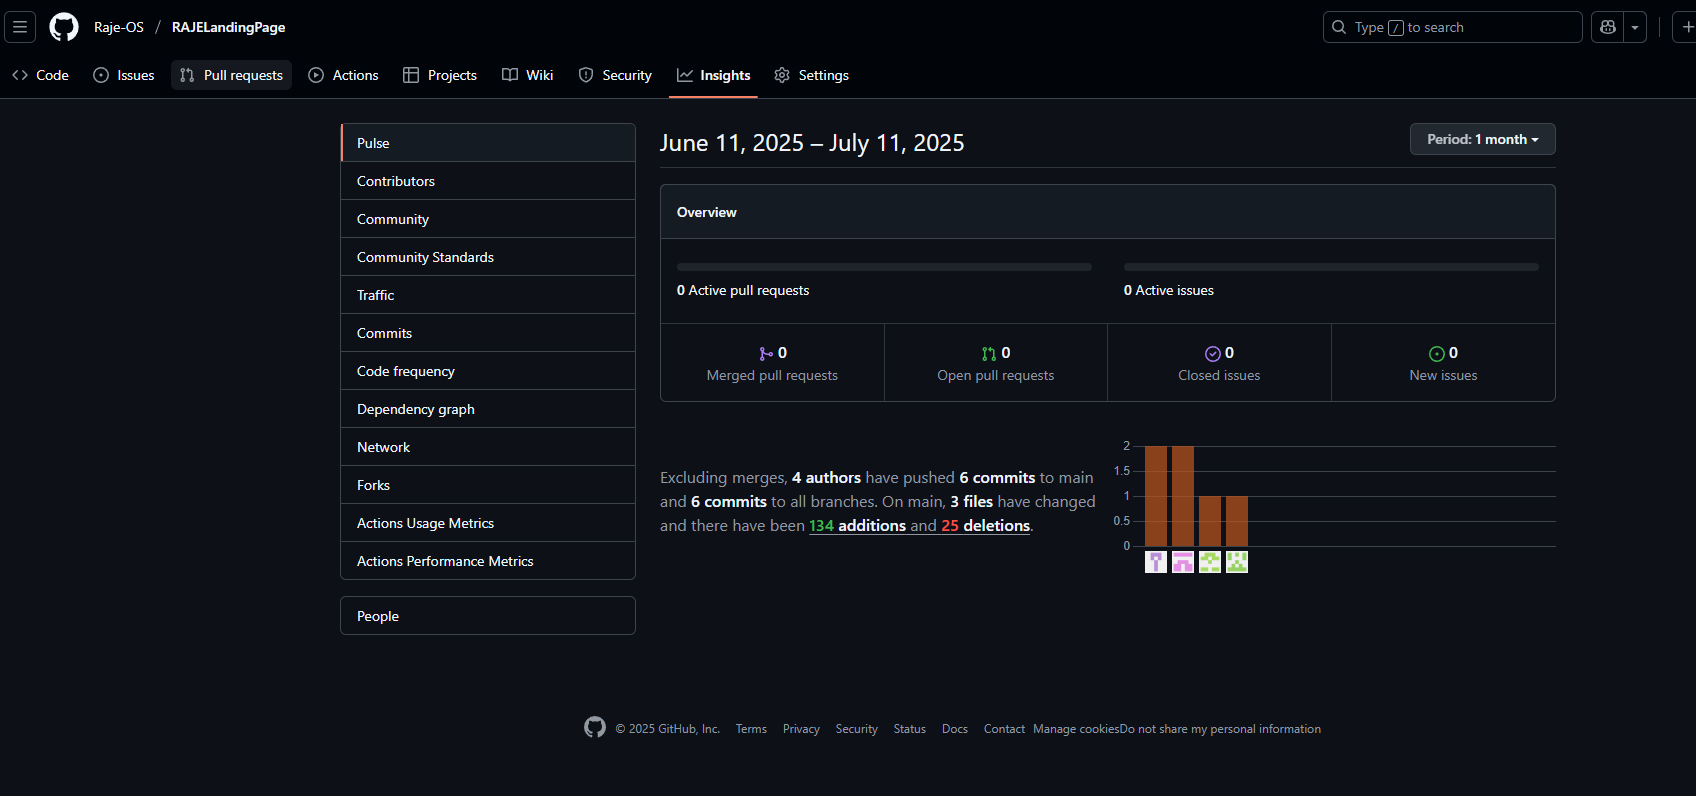 Raje-OS / RAJELandingPage
Type / to search
Code
Issues
Pull requests
Actions
Projects
Wiki
Security
Insights
Settings
Pulse
Contributors
Community
Community Standards
Traffic
Commits
Code frequency
Dependency graph
Network
Forks
Actions Usage Metrics
Actions Performance Metrics
People
June 11, 2025 – July 11, 2025
Period: 1 month
Overview
0 Active pull requests
0 Active issues
0
Merged pull requests
0
Open pull requests
0
Closed issues
0
New issues
Excluding merges, 4 authors have pushed 6 commits to main
and 6 commits to all branches. On main, 3 files have changed
and there have been 134 additions and 25 deletions.
2
1.5
1
0.5
0
© 2025 GitHub, Inc. Terms Privacy Security Status Docs Contact Manage cookiesDo not share my personal information